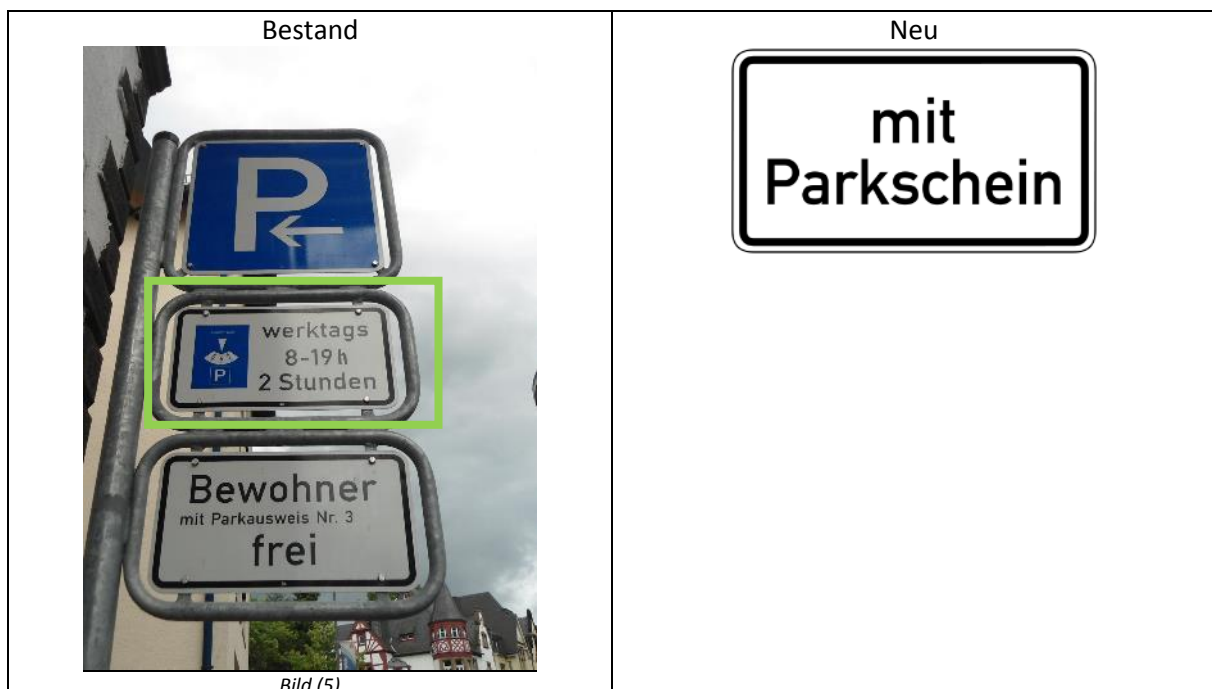 Bestand
P
werktags
8-19 h
P
2 Stunden
Bewohner
mit Parkausweis Nr. 3
frei
Bild (5)
Neu
mit
Parkschein